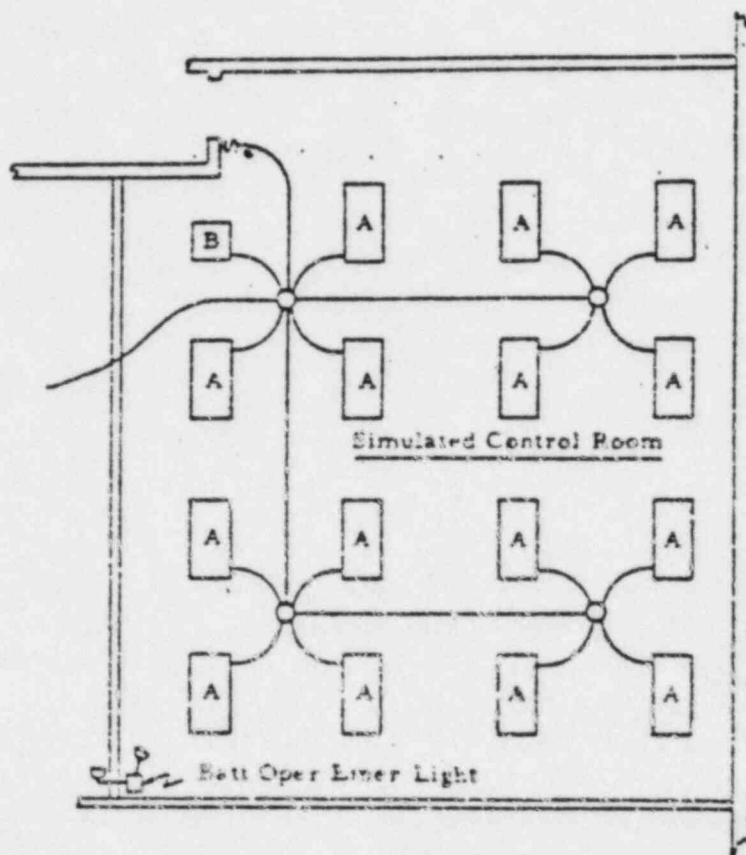 B A A A
A A A A
Simulated Control Room
A A A A
A A A A
Batt Oper Emer Light